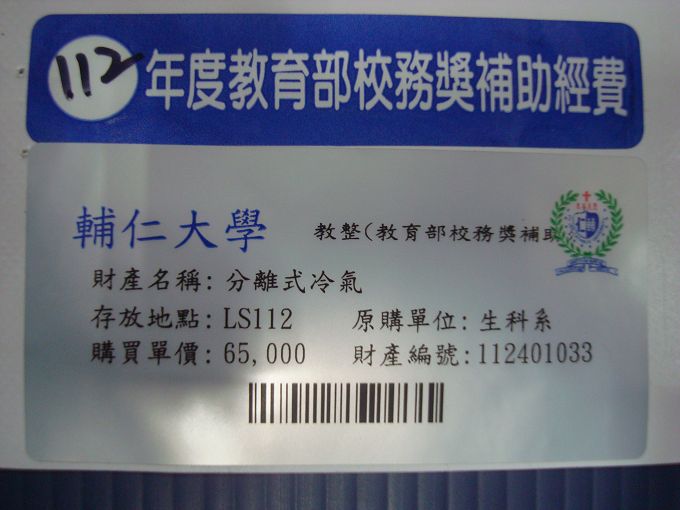 112年度教育部校務獎補助經費
輔仁大學 教整(教育部校務獎補助
財產名稱: 分離式冷氣
存放地點: LS112 原購單位: 生科系
購買單價: 65,000 財產編號: 112401033